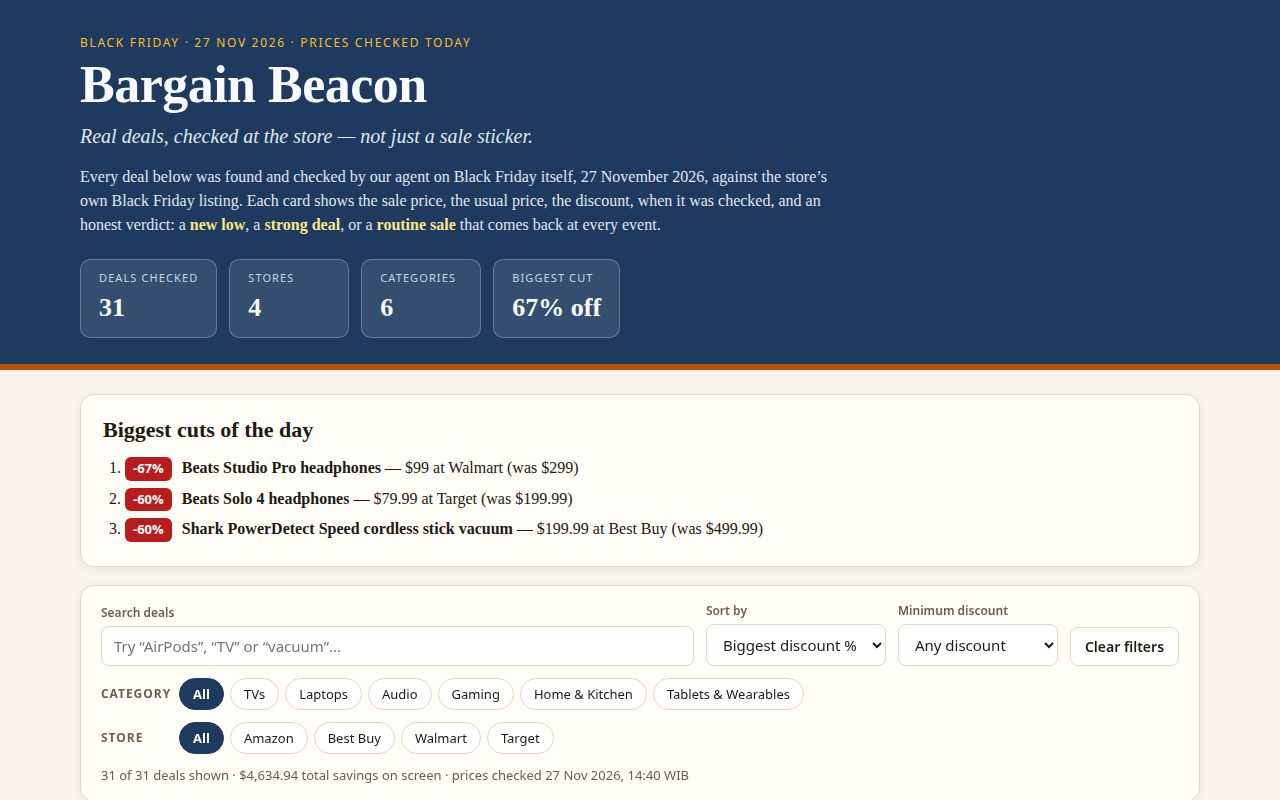 BLACK FRIDAY · 27 NOV 2026 · PRICES CHECKED TODAY
Bargain Beacon
Real deals, checked at the store — not just a sale sticker.
Every deal below was found and checked by our agent on Black Friday itself, 27 November 2026, against the store’s
own Black Friday listing. Each card shows the sale price, the usual price, the discount, when it was checked, and an
honest verdict: a new low, a strong deal, or a routine sale that comes back at every event.
DEALS CHECKED
31
STORES
4
CATEGORIES
6
BIGGEST CUT
67% off
Biggest cuts of the day
1. -67% Beats Studio Pro headphones — $99 at Walmart (was $299)
2. -60% Beats Solo 4 headphones — $79.99 at Target (was $199.99)
3. -60% Shark PowerDetect Speed cordless stick vacuum — $199.99 at Best Buy (was $499.99)
Search deals
Try “AirPods”, “TV” or “vacuum”…
Sort by
Biggest discount %
Minimum discount
Any discount
Clear filters
CATEGORY All TVs Laptops Audio Gaming Home & Kitchen Tablets & Wearables
STORE All Amazon Best Buy Walmart Target
31 of 31 deals shown · $4,634.94 total savings on screen · prices checked 27 Nov 2026, 14:40 WIB